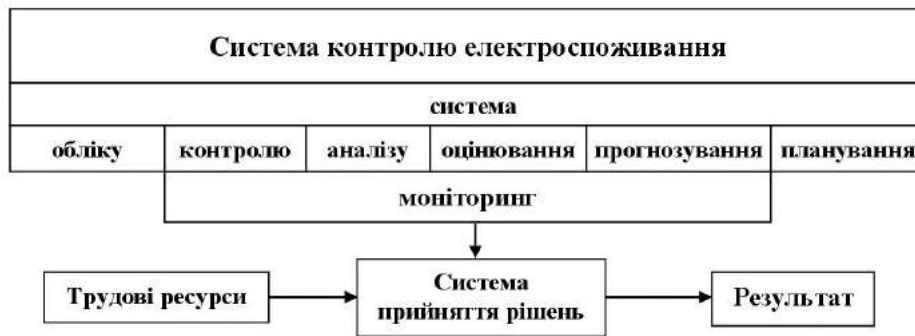 Система контролю електроспоживання
система
обліку контролю аналізу оцінювання прогнозування планування
моніторинг
Трудові ресурси
Система
прийняття рішень
Результат